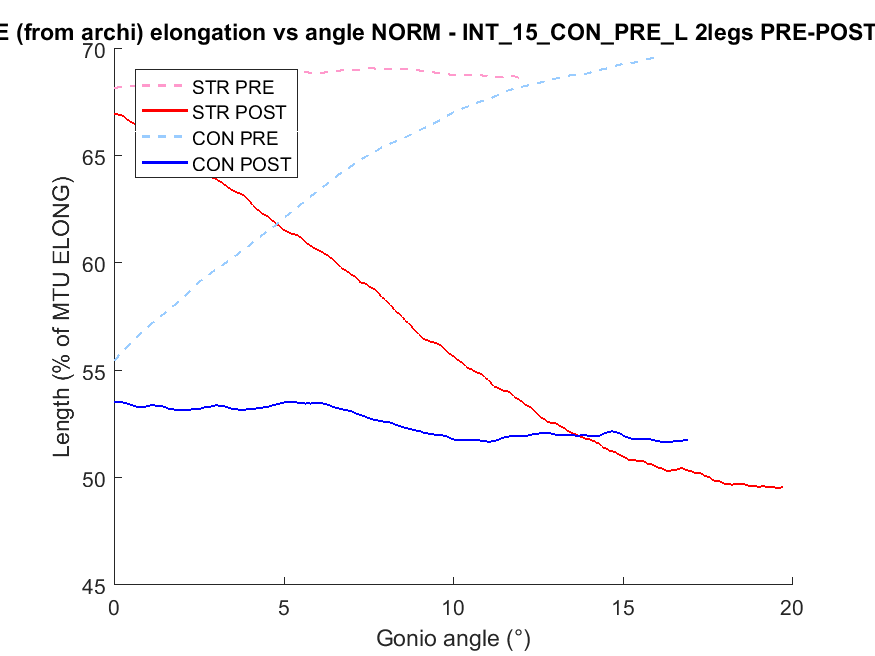 E (from archi) elongation vs angle NORM - INT_15_CON_PRE_L 2legs PRE-POST
70
65
60
55
50
45
Length (% of MTU ELONG)
STR PRE
STR POST
CON PRE
CON POST
0 5 10 15 20
Gonio angle (°)